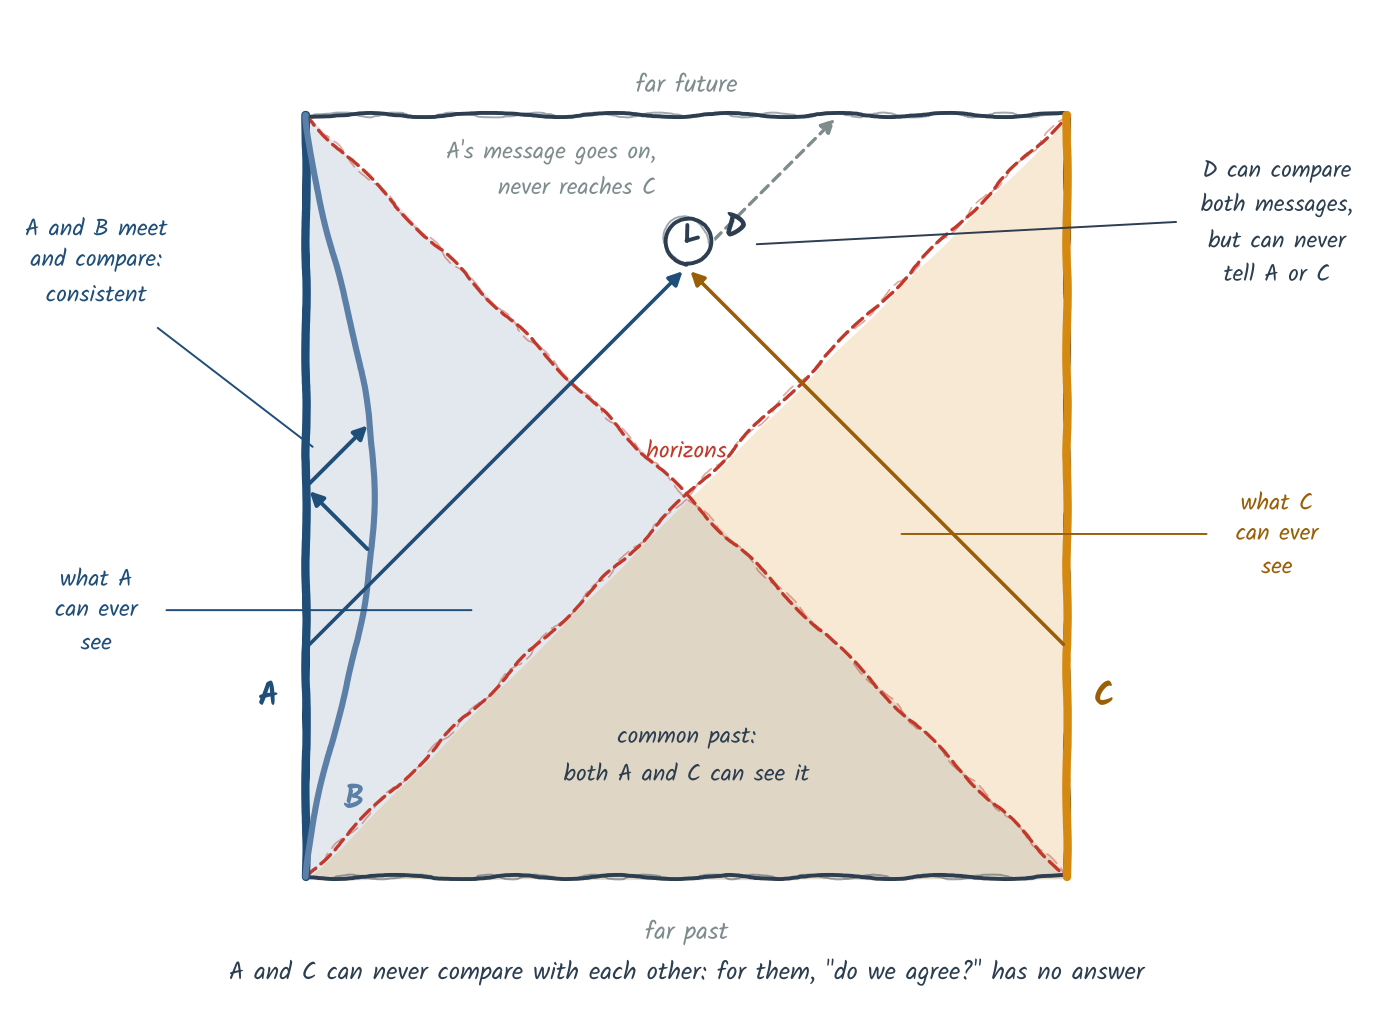 far future
A's message goes on,
never reaches C
D
D can compare
both messages,
but can never
tell A or C
A and B meet
and compare:
consistent
horizons
what C
can ever
see
what A
can ever
see
A
C
common past:
both A and C can see it
B
far past
A and C can never compare with each other: for them, "do we agree?" has no answer